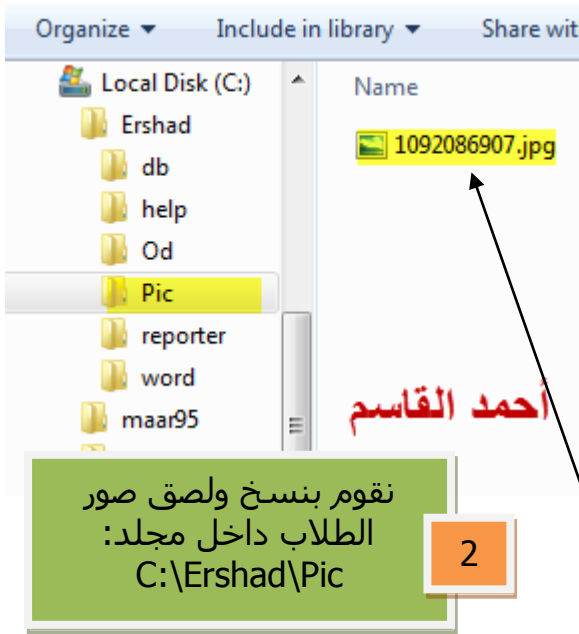 Organize Include in library Share wit
Local Disk (C:)
Ershad
db
help
Od
Pic
reporter
word
maar95
Name
1092086907.jpg
أحمد القاسم
نقوم بنسخ ولصق صور
الطلاب داخل مجلد:
C:\Ershad\Pic
2